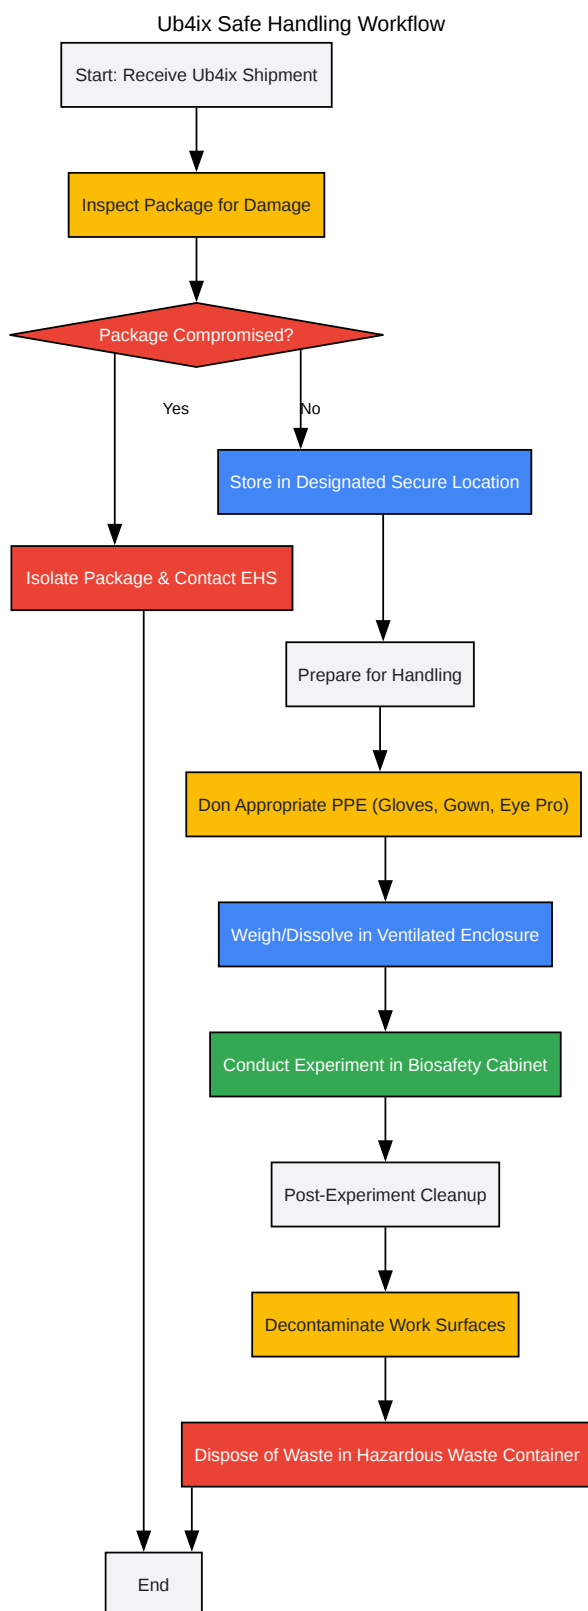 Ub4ix Safe Handling Workflow
Start: Receive Ub4ix Shipment
Inspect Package for Damage
Package Compromised?
Yes
No
Store in Designated Secure Location
Isolate Package & Contact EHS
Prepare for Handling
Don Appropriate PPE (Gloves, Gown, Eye Pro)
Weigh/Dissolve in Ventilated Enclosure
Conduct Experiment in Biosafety Cabinet
Post-Experiment Cleanup
Decontaminate Work Surfaces
Dispose of Waste in Hazardous Waste Container
End